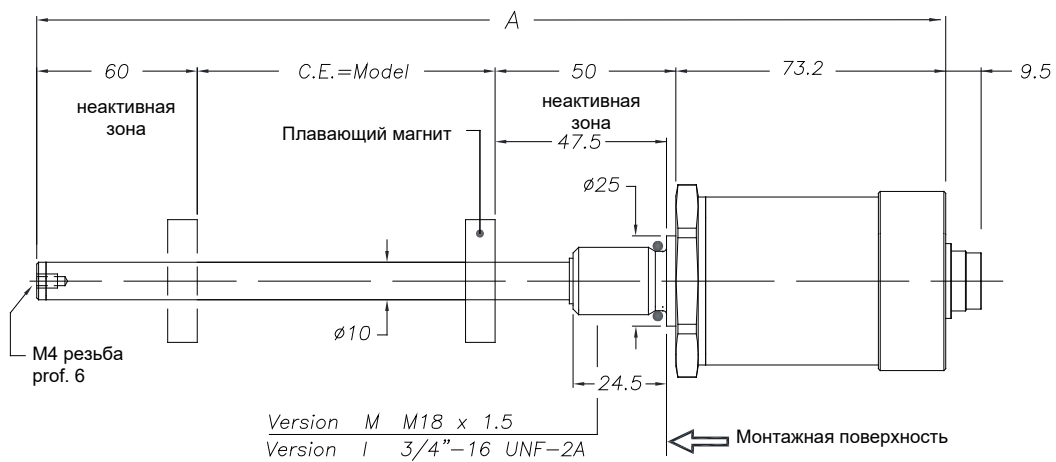 A
60
C.E.=Model
50
73.2
9.5
неактивная
зона
неактивная
зона
Плавающий магнит
47.5
ø25
ø10
M4 резьба
prof. 6
24.5
Version M M18 x 1.5
Version I 3/4”-16 UNF-2A
Монтажная поверхность